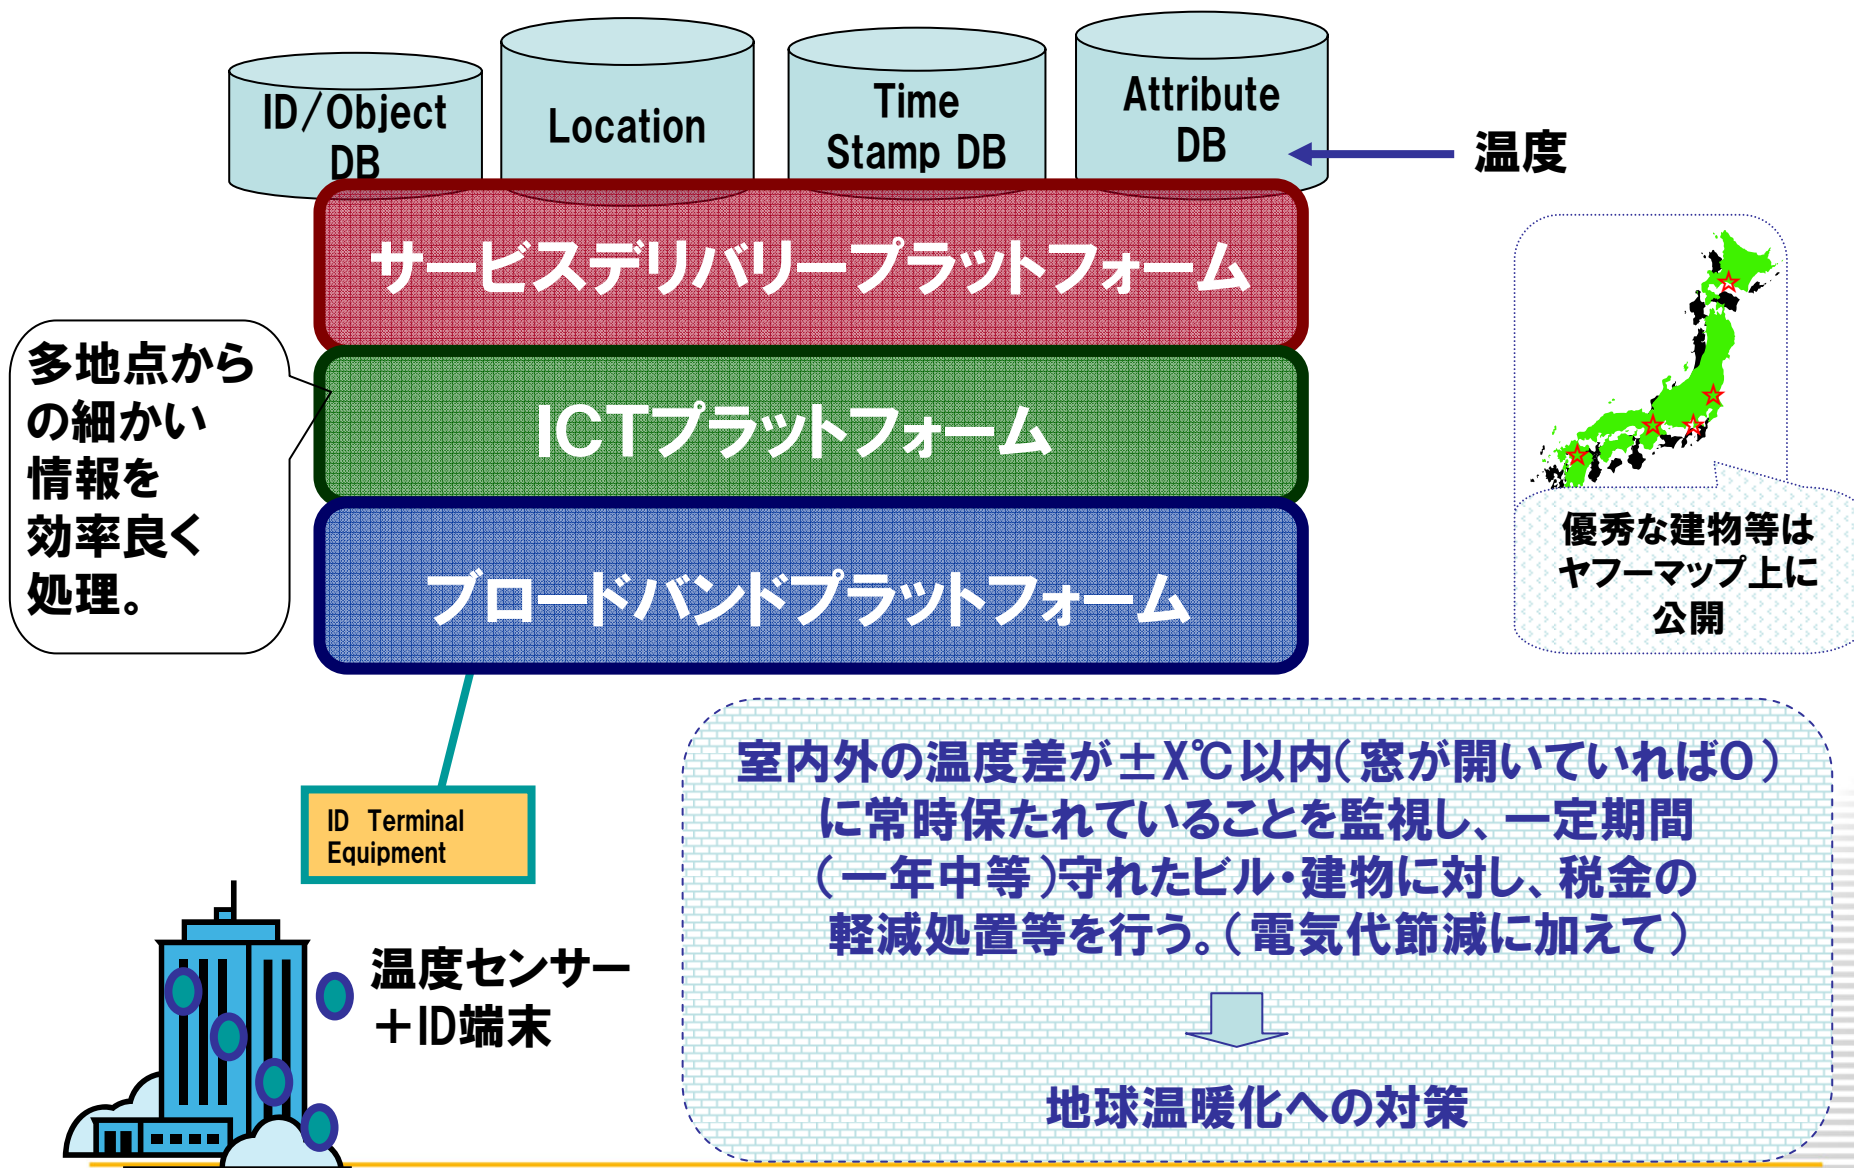 ID/Object
DB
Location
Time
Stamp DB
Attribute
DB
温度
サービスデリバリープラットフォーム
ICTプラットフォーム
ブロードバンドプラットフォーム
多地点から
の細かい
情報を
効率良く
処理。
優秀な建物等は
ヤフーマップ上に
公開
ID Terminal
Equipment
温度センサー
＋ID端末
室内外の温度差が±X℃以内（窓が開いていれば0）
に常時保たれていることを監視し、一定期間
（一年中等）守れたビル・建物に対し、税金の
軽減処置等を行う。（電気代節減に加えて）
地球温暖化への対策